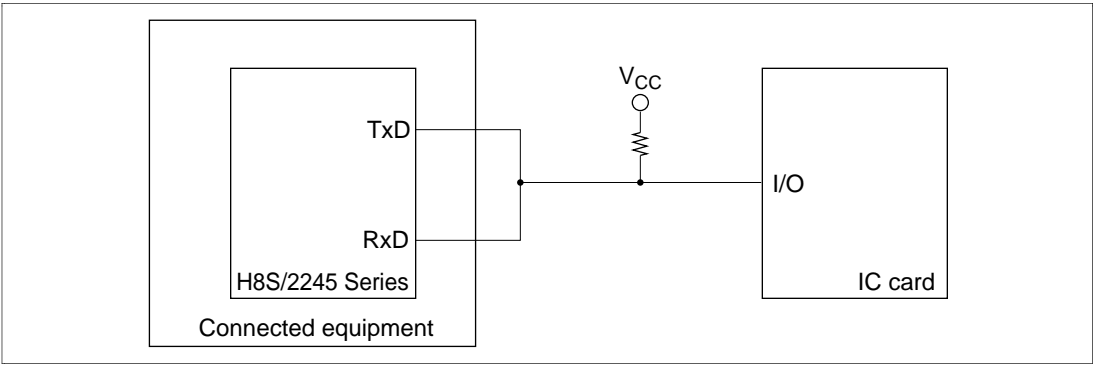 VCC
TxD
I/O
RxD
H8S/2245 Series
IC card
Connected equipment